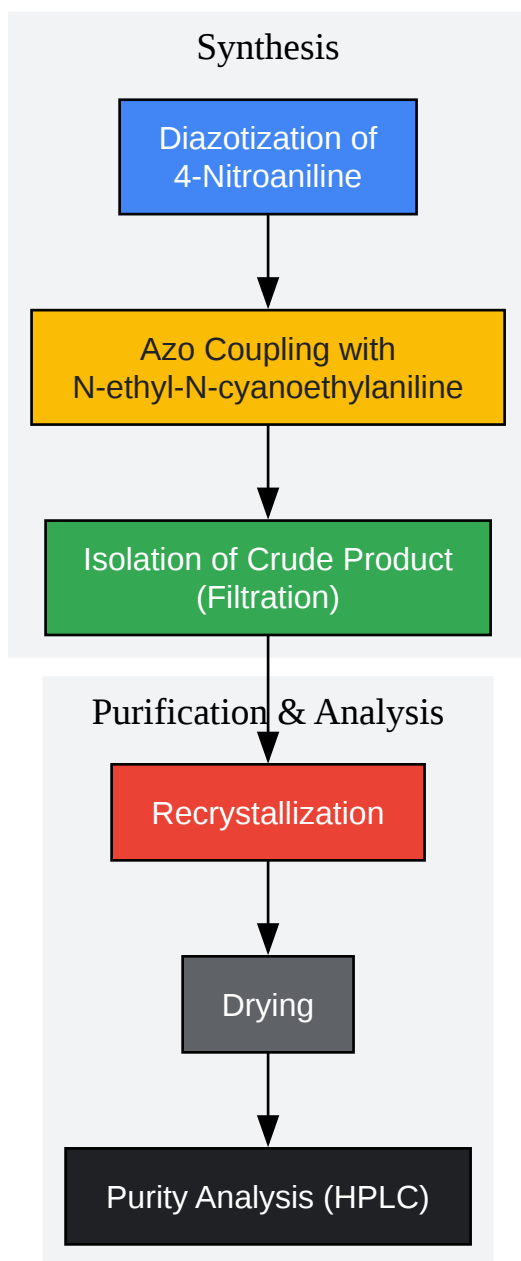 Synthesis
Diazotization of
4-Nitroaniline
Azo Coupling with
N-ethyl-N-cyanoethylaniline
Isolation of Crude Product
(Filtration)
Purification & Analysis
Recrystallization
Drying
Purity Analysis (HPLC)